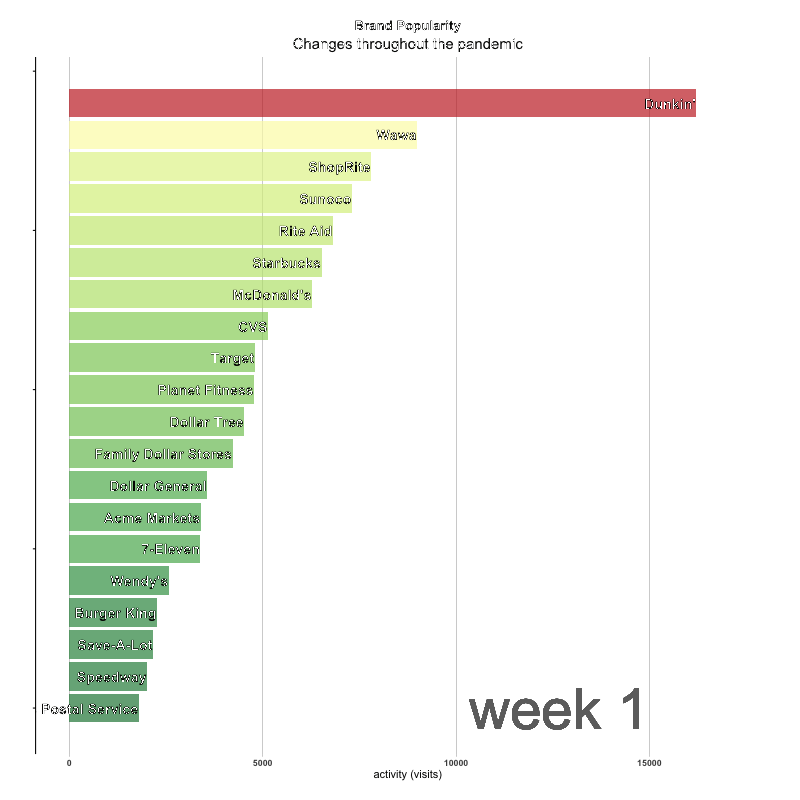 Brand Popularity
Changes throughout the pandemic
Dunkin'
Wawa
ShopRite
Sunoco
Rite Aid
Starbucks
McDonald's
CVS
Target
Planet Fitness
Dollar Tree
Family Dollar Stores
Dollar General
Acme Markets
7-Eleven
Wendy's
Burger King
Save-A-Lot
Speedway
Postal Service
week 1
0 5000 10000 15000
activity (visits)